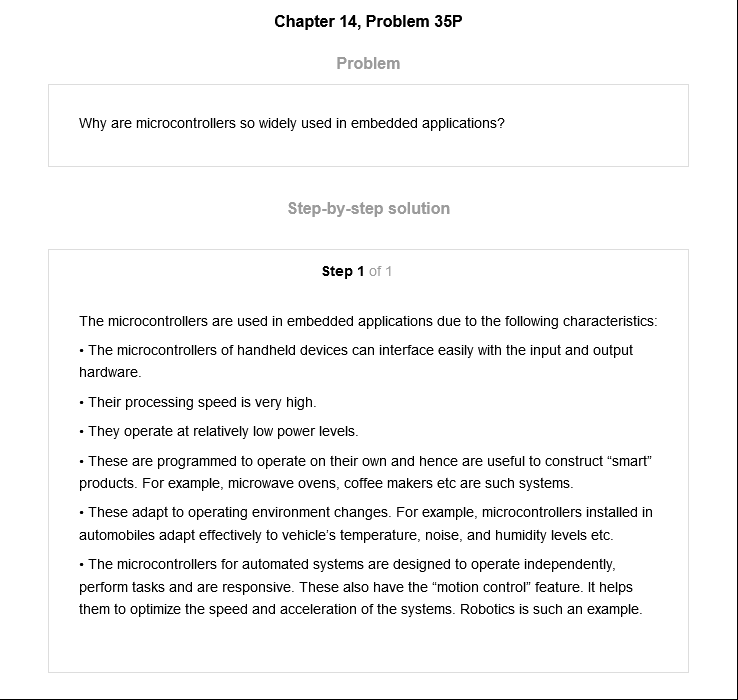 Chapter 14, Problem 35P
Problem
Why are microcontrollers so widely used in embedded applications?
Step-by-step solution
Step 1 of 1
The microcontrollers are used in embedded applications due to the following characteristics:
• The microcontrollers of handheld devices can interface easily with the input and output
hardware.
• Their processing speed is very high.
• They operate at relatively low power levels.
• These are programmed to operate on their own and hence are useful to construct “smart”
products. For example, microwave ovens, coffee makers etc are such systems.
• These adapt to operating environment changes. For example, microcontrollers installed in
automobiles adapt effectively to vehicle’s temperature, noise, and humidity levels etc.
• The microcontrollers for automated systems are designed to operate independently,
perform tasks and are responsive. These also have the “motion control” feature. It helps
them to optimize the speed and acceleration of the systems. Robotics is such an example.